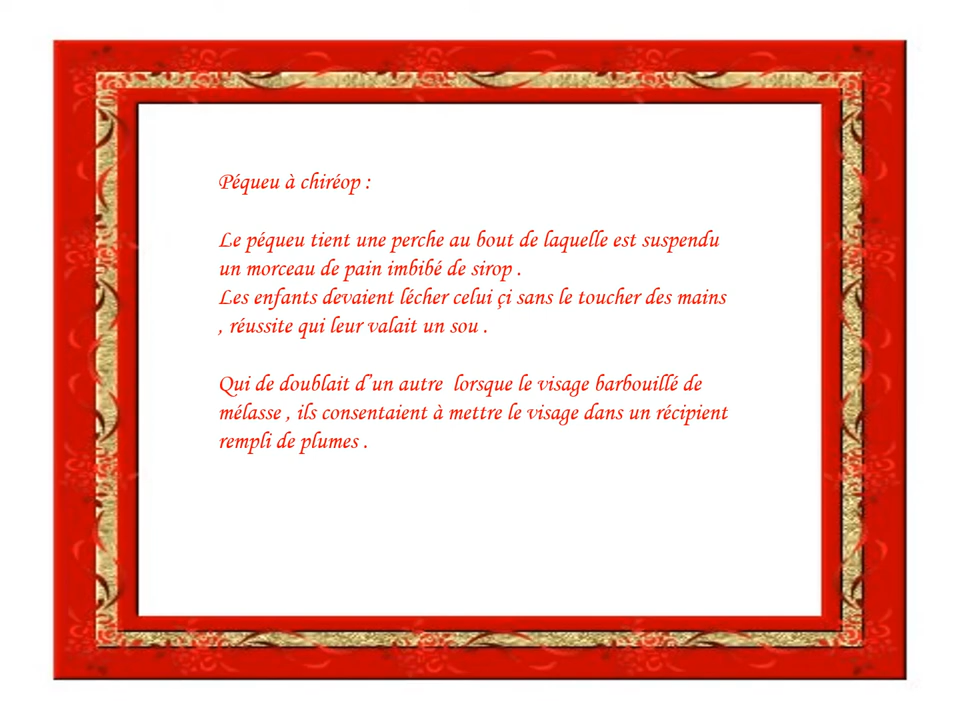 Péqueu à chiréop :
Le péqueu tient une perche au bout de laquelle est suspendu
un morceau de pain imbibé de sirop .
Les enfants devaient lécher celui çi sans le toucher des mains
, réussite qui leur valait un sou .
Qui de doublait d’un autre lorsque le visage barbouillé de
mélasse , ils consentaient à mettre le visage dans un récipient
rempli de plumes .